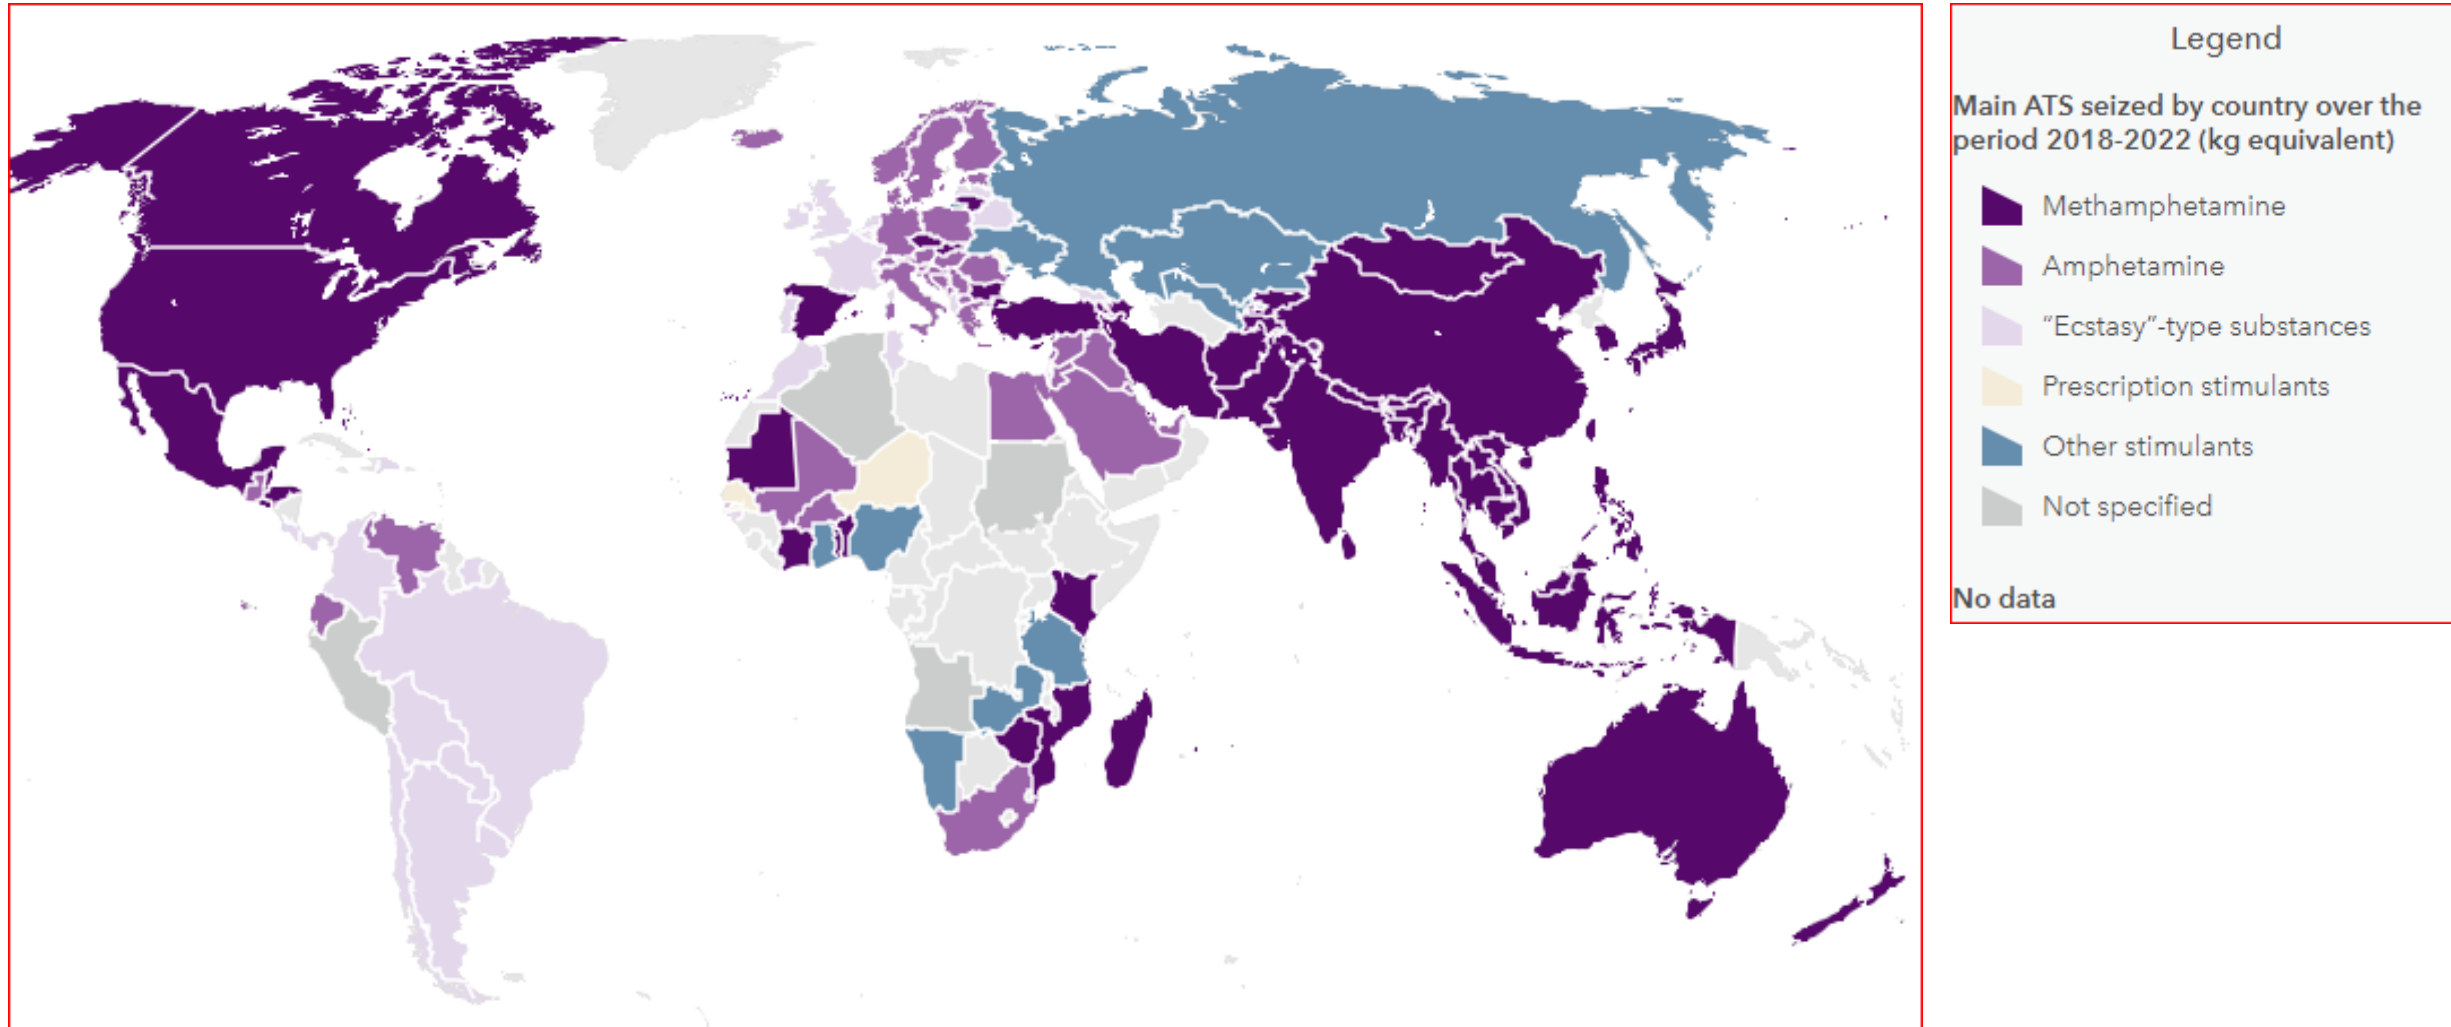 Legend
Main ATS seized by country over the
period 2018-2022 (kg equivalent)
Methamphetamine
Amphetamine
“Ecstasy”-type substances
Prescription stimulants
Other stimulants
Not specified
No data